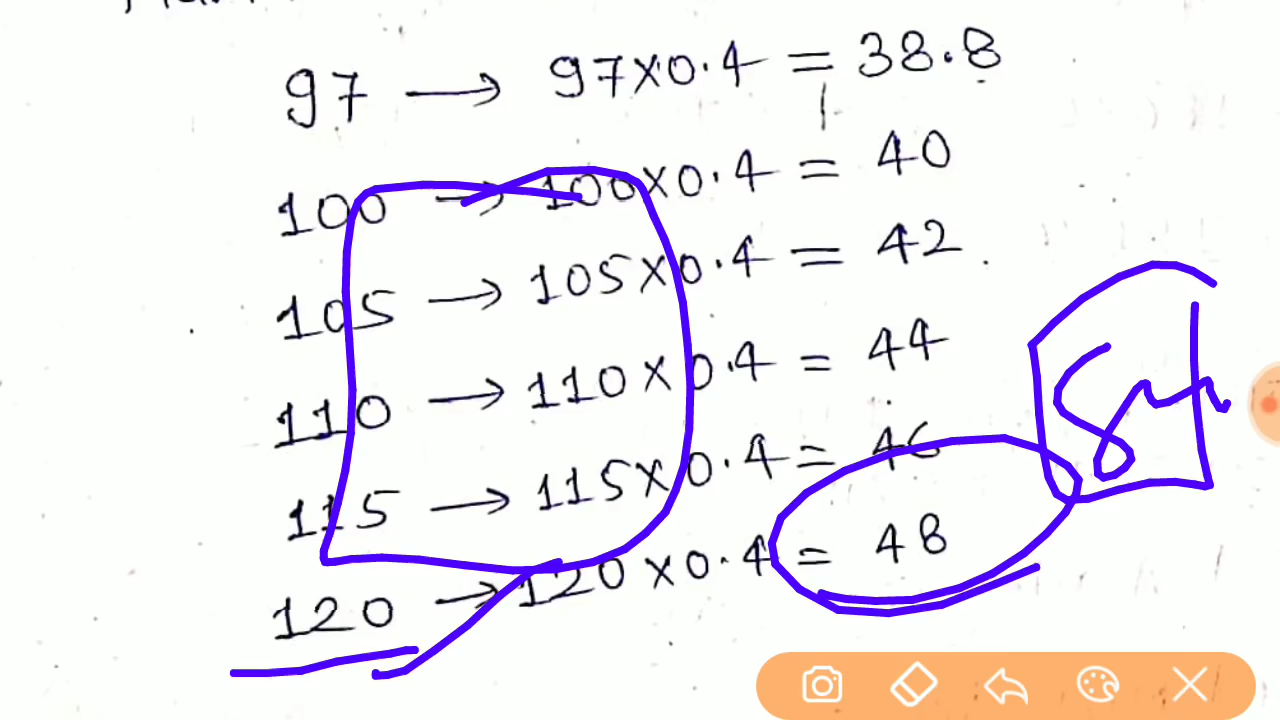 97 → 97×0.4 = 38.8
100 → 100×0.4 = 40
105 → 105×0.4 = 42
110 → 110×0.4 = 44
115 → 115×0.4 = 46
120 → 120×0.4 = 48